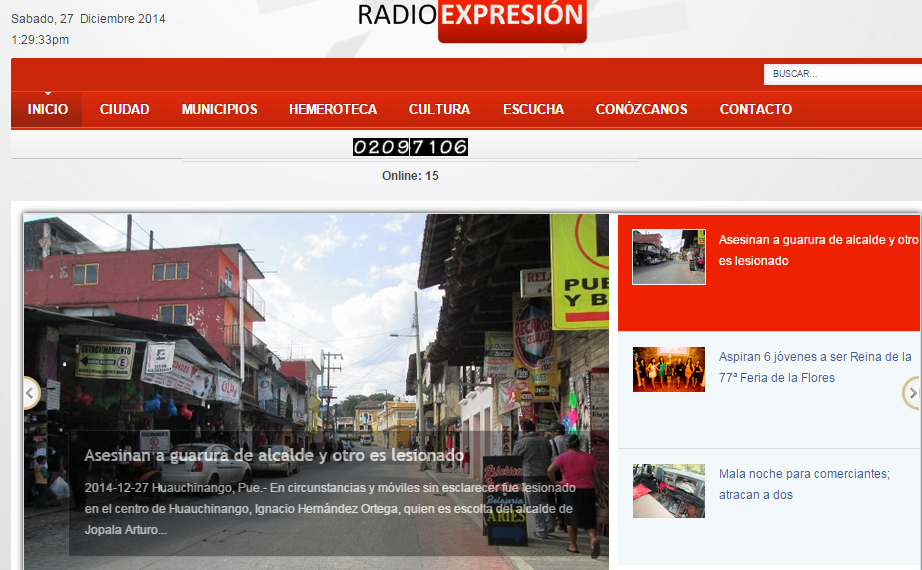 Sabado, 27 Diciembre 2014
1:29:33pm
RADIO EXPRESIÓN
BUSCAR...
INICIO CIUDAD MUNICIPIOS HEMEROTECA CULTURA ESCUCHA CONÓZCANOS CONTACTO
02097106
Online: 15
ESTACIONAMIENTO
E
REL
PU
Y B
RECARGAS
Asesinan a guarura de alcalde y otro es lesionado
2014-12-27 Huauchinango, Pue.- En circunstancias y móviles sin esclarecer fue lesionado
en el centro de Huauchinango, Ignacio Hernández Ortega, quien es escolta del alcalde de
Jopala Arturo...
ARIES
Asesinan a guarura de alcalde y otro
es lesionado
Aspiran 6 jóvenes a ser Reina de la
77ª Feria de la Flores
Mala noche para comerciantes;
atracan a dos